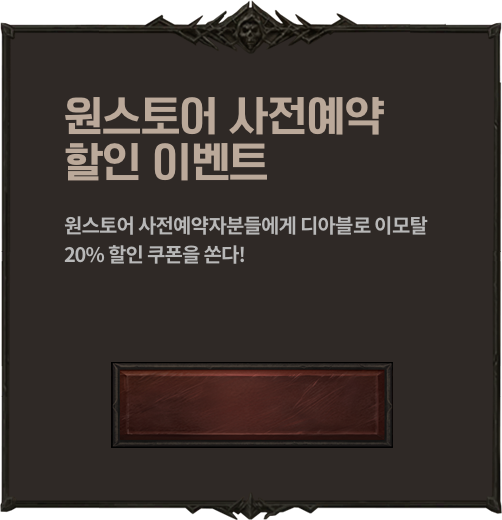 원스토어 사전예약
할인 이벤트
원스토어 사전예약자분들에게 디아블로 이모탈
20% 할인 쿠폰을 쏜다!